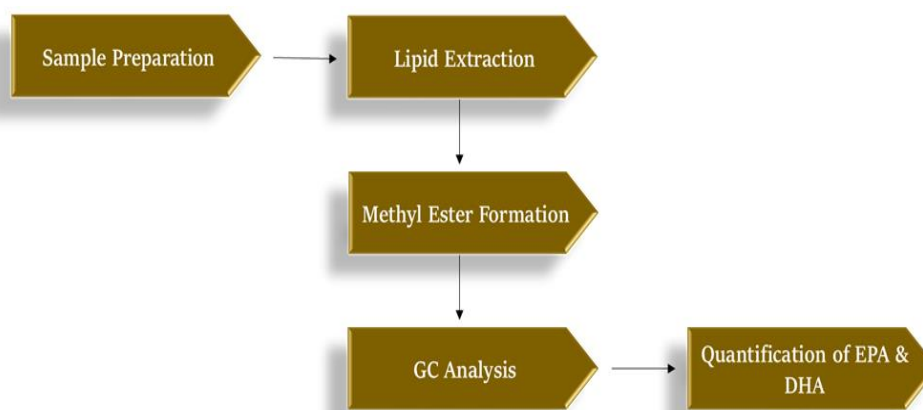 Sample Preparation
Lipid Extraction
Methyl Ester Formation
GC Analysis
Quantification of EPA &
DHA